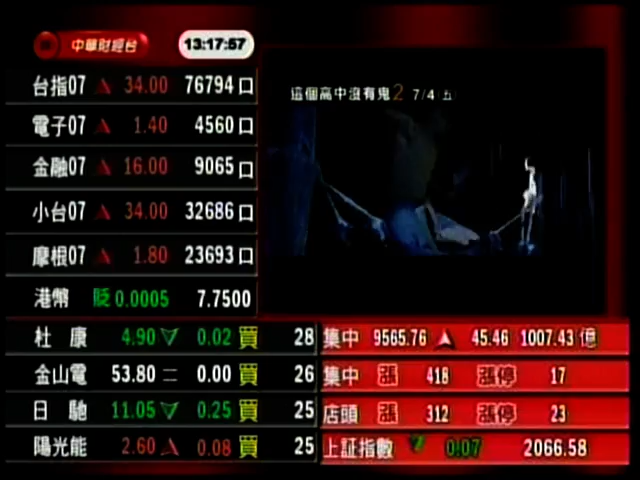 中華財經台 13:17:57
台指07 ▲ 34.00 76794口
電子07 ▲ 1.40 4560口
金融07 ▲ 16.00 9065口
小台07 ▲ 34.00 32686口
摩根07 ▲ 1.80 23693口
港幣 貶 0.0005 7.7500
這個高中沒有鬼2 7/4(五)
杜康 4.90 ▽ 0.02 買 28
金山電 53.80 = 0.00 買 26
日馳 11.05 ▽ 0.25 買 25
陽光能 2.60 △ 0.08 買 25
集中 9565.76 ▲ 45.46 1007.43億
集中 漲 418 漲停 17
店頭 漲 312 漲停 23
上証指數 ▼ 0.07 2066.58